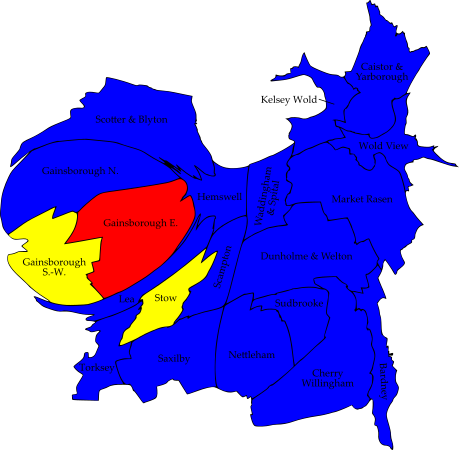 Caistor &
Yarborough
Kelsey Wold
Scotter & Blyton
Wold View
Gainsborough N.
Hemswell
Waddingham
& Spital
Market Rasen
Gainsborough E.
Gainsborough
S.-W.
Scampton
Dunholme & Welton
Lea
Stow
Sudbrooke
Torksey
Saxilby
Nettleham
Cherry
Willingham
Bardney